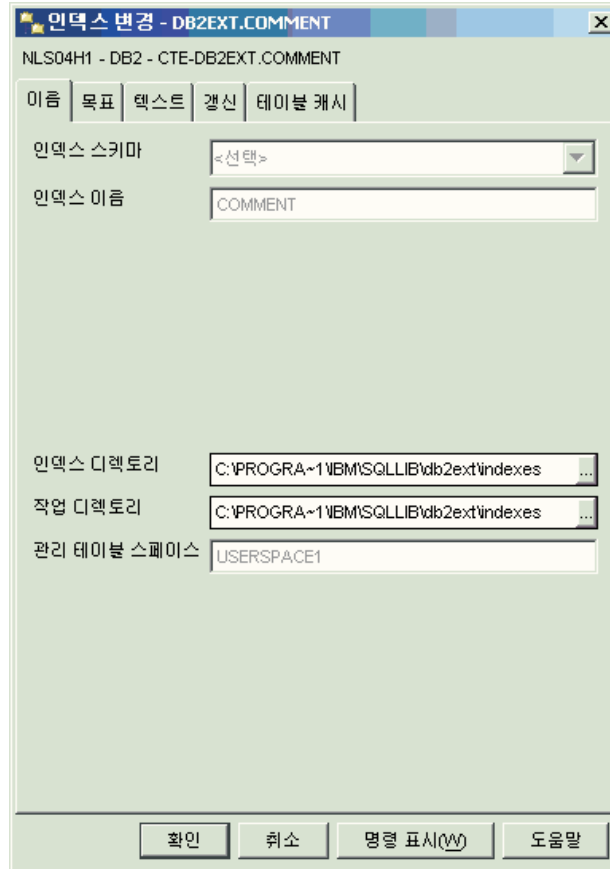 인덱스 변경 - DB2EXT.COMMENT
NLS04H1 - DB2 - CTE-DB2EXT.COMMENT
이름 목표 텍스트 갱신 테이블 캐시
인덱스 스키마 <선택>
인덱스 이름 COMMENT
인덱스 디렉토리 C:\PROGRA~1\IBM\SQLLIB\db2ext\indexes ...
작업 디렉토리 C:\PROGRA~1\IBM\SQLLIB\db2ext\indexes ...
관리 테이블 스페이스 USERSPACE1
확인 취소 명령 표시(W) 도움말